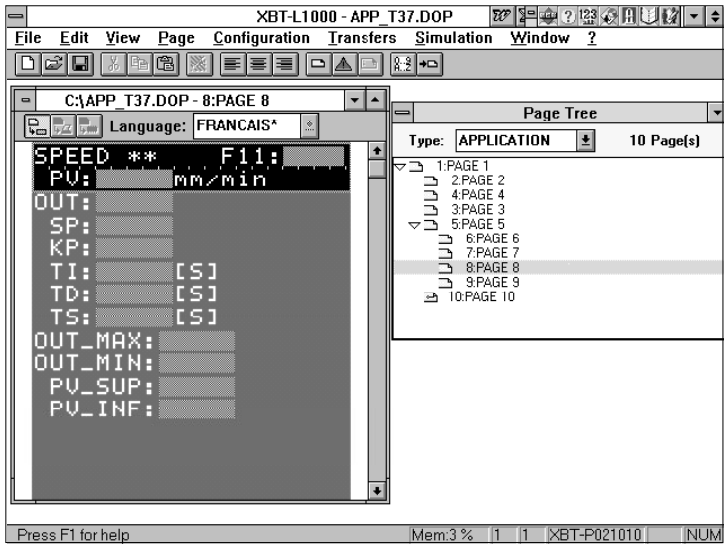 XBT-L1000 - APP_T37.DOP
File Edit View Page Configuration Transfers Simulation Window ?
C:\APP_T37.DOP - 8:PAGE 8
Language: FRANCAIS*
SPEED ** F11:
PV: mm/min
OUT:
SP:
KP:
TI: [S]
TD: [S]
TS: [S]
OUT_MAX:
OUT_MIN:
PV_SUP:
PV_INF:
Page Tree
Type: APPLICATION 10 Page(s)
1:PAGE 1
2:PAGE 2
4:PAGE 4
3:PAGE 3
5:PAGE 5
6:PAGE 6
7:PAGE 7
8:PAGE 8
9:PAGE 9
10:PAGE 10
Press F1 for help Mem:3 % 1 1 XBT-P021010 NUM